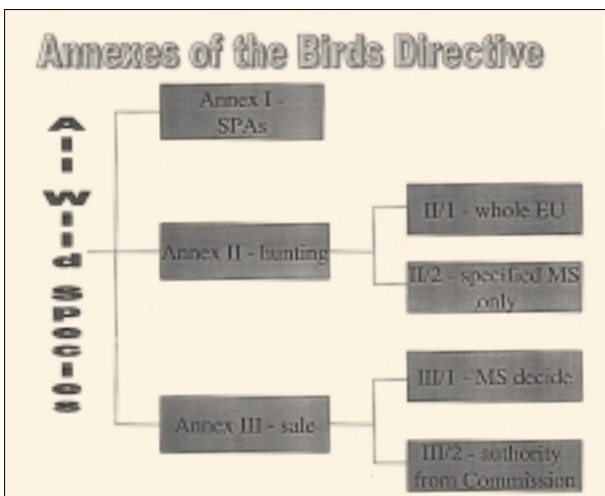 Annexes of the Birds Directive
All Wild Species
Annex I -
SPAs
Annex II - hunting
II/1 - whole EU
II/2 - specified MS
only
Annex III - sale
III/1 - MS decide
III/2 - authority
from Commission